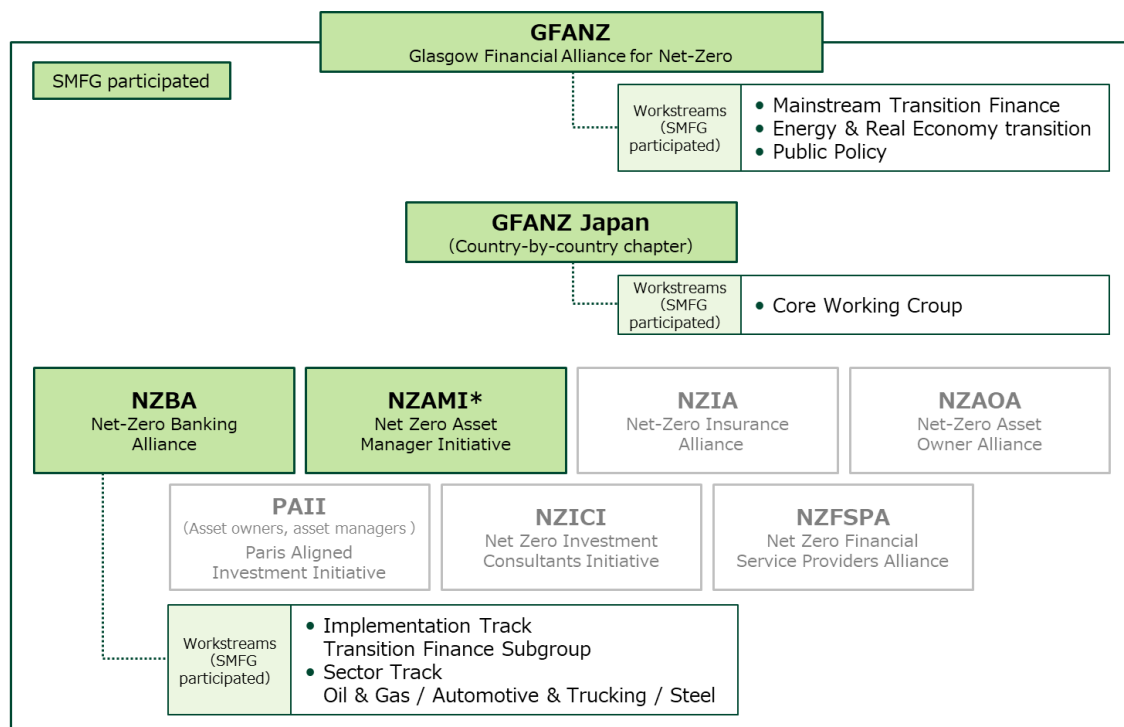 GFANZ
Glasgow Financial Alliance for Net-Zero
SMFG participated
Workstreams
(SMFG
participated)
• Mainstream Transition Finance
• Energy & Real Economy transition
• Public Policy
GFANZ Japan
(Country-by-country chapter)
Workstreams
(SMFG
participated)
• Core Working Croup
NZBA
Net-Zero Banking
Alliance
NZAMI*
Net Zero Asset
Manager Initiative
NZIA
Net-Zero Insurance
Alliance
NZAOA
Net-Zero Asset
Owner Alliance
PAII
(Asset owners, asset managers )
Paris Aligned
Investment Initiative
NZICI
Net Zero Investment
Consultants Initiative
NZFSPA
Net Zero Financial
Service Providers Alliance
Workstreams
(SMFG
participated)
• Implementation Track
Transition Finance Subgroup
• Sector Track
Oil & Gas / Automotive & Trucking / Steel